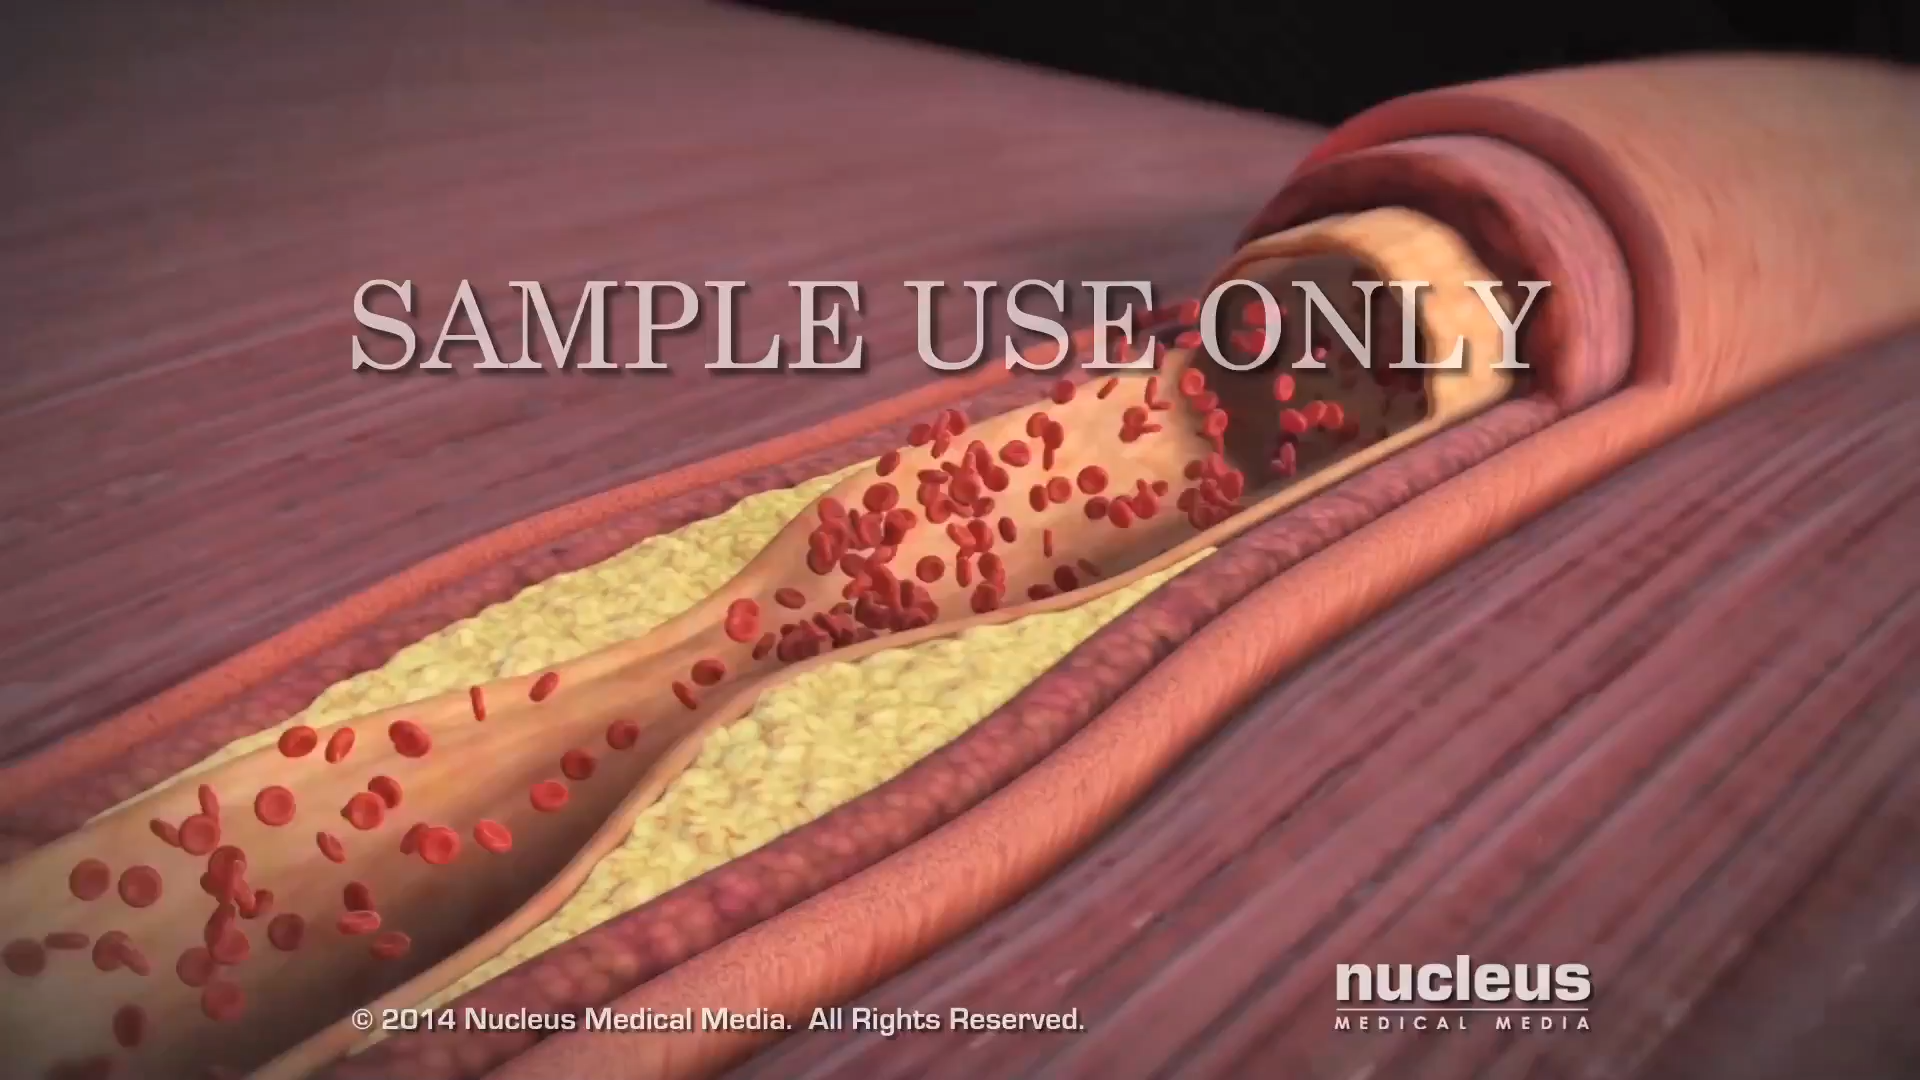 SAMPLE USE ONLY
nucleus
MEDICAL MEDIA
© 2014 Nucleus Medical Media. All Rights Reserved.